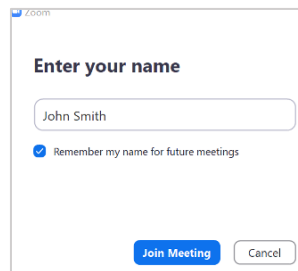 Zoom
Enter your name
John Smith
Remember my name for future meetings
Join Meeting
Cancel